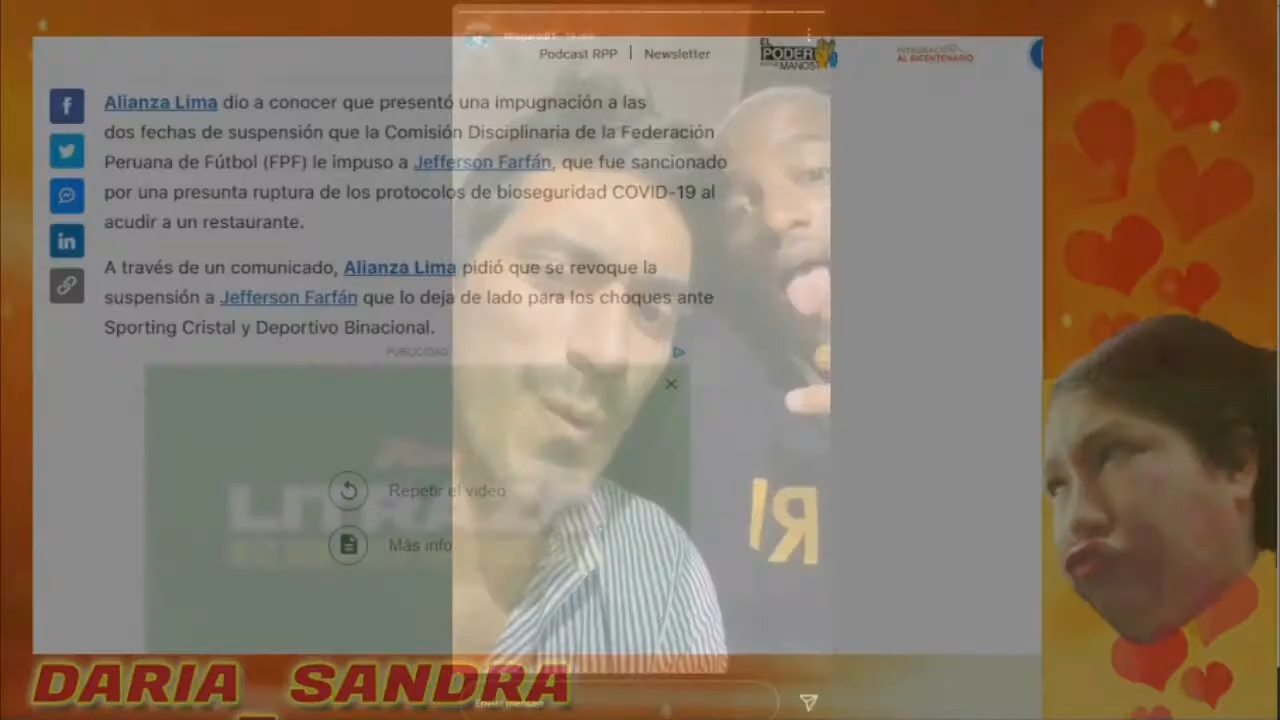 Podcast RPP | Newsletter
EL PODER
MANOS
INTEGRACIÓN
AL BICENTENARIO
Alianza Lima dio a conocer que presentó una impugnación a las
dos fechas de suspensión que la Comisión Disciplinaria de la Federación
Peruana de Fútbol (FPF) le impuso a Jefferson Farfán, que fue sancionado
por una presunta ruptura de los protocolos de bioseguridad COVID-19 al
acudir a un restaurante.
A través de un comunicado, Alianza Lima pidió que se revoque la
suspensión a Jefferson Farfán que lo deja de lado para los choques ante
Sporting Cristal y Deportivo Binacional.
PUBLICIDAD
Repetir el video
Más info
DARIA_SANDRA
Enviar mensaje